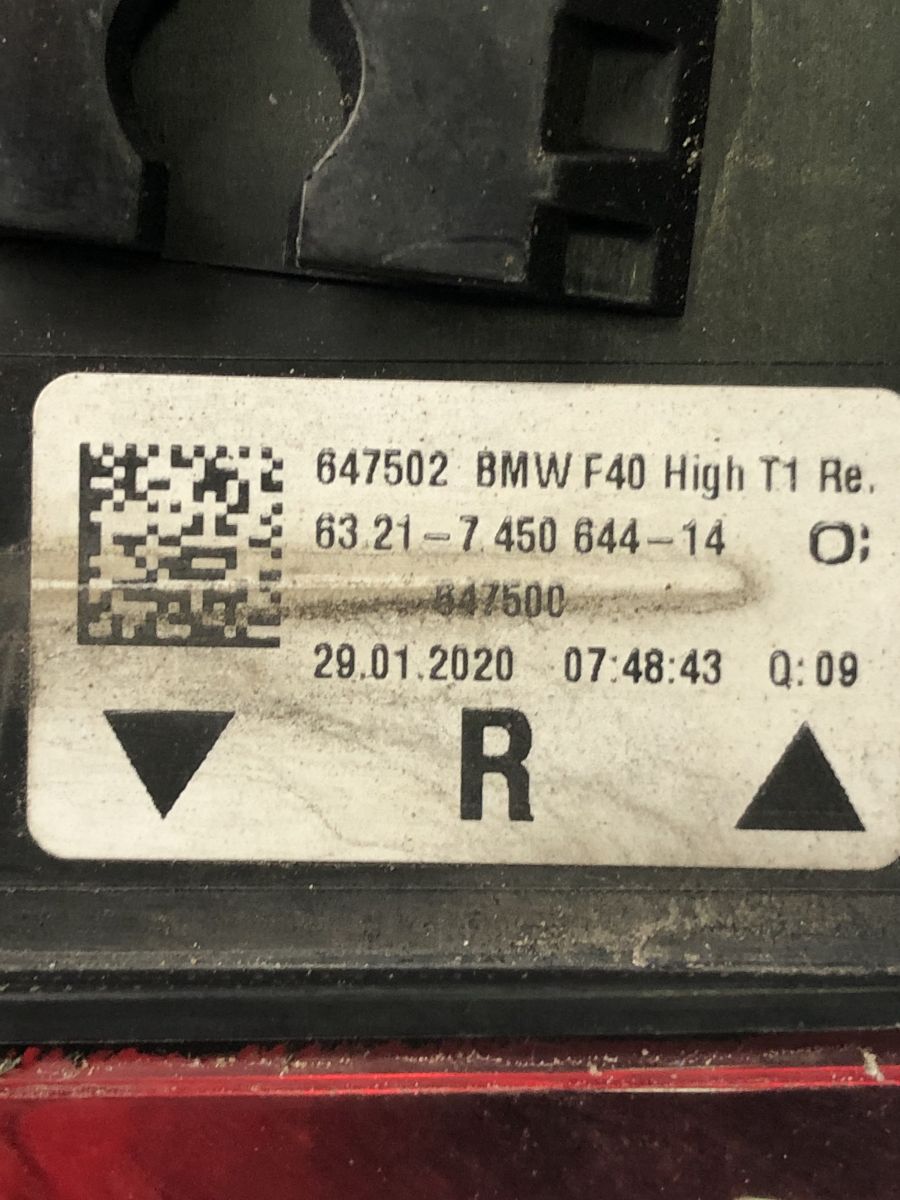 647502 BMW F40 High T1 Re.
63.21-7.450 644-14 O;
647500
29.01.2020 07:48:43 Q:09
R